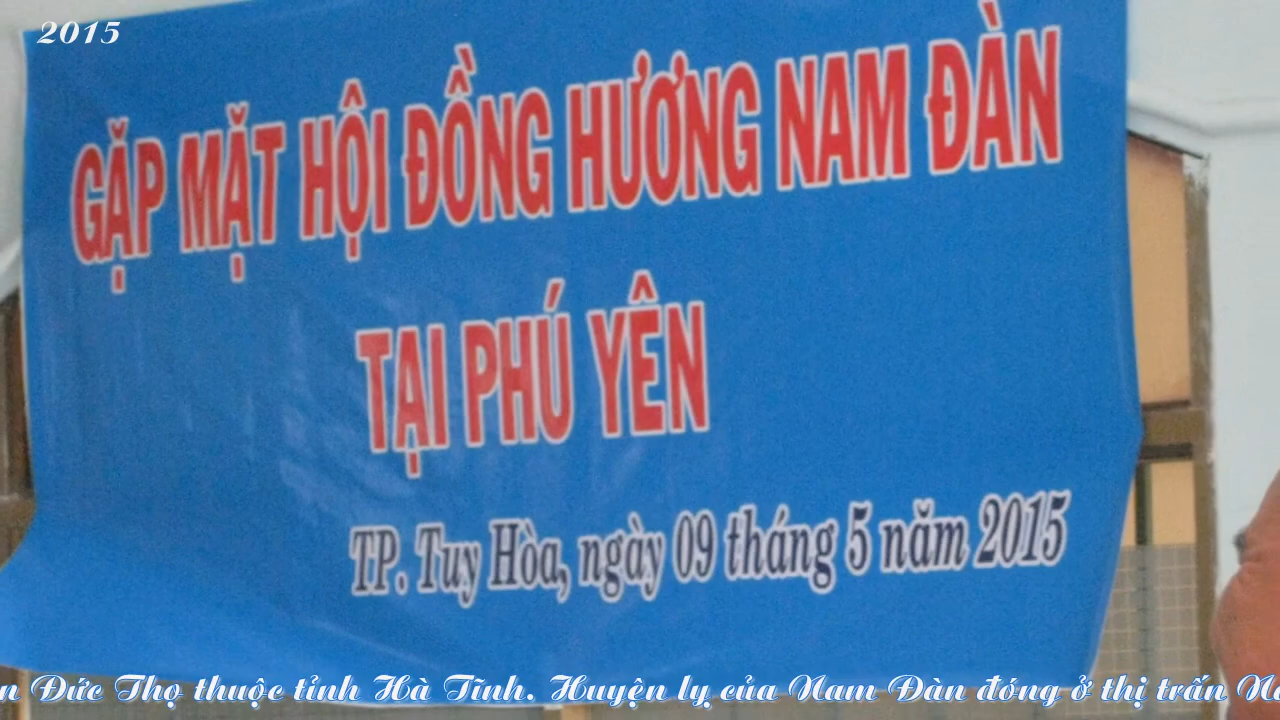 2015
GẶP MẶT HỘI ĐỒNG HƯƠNG NAM ĐÀN
TẠI PHÚ YÊN
TP. Tuy Hòa, ngày 09 tháng 5 năm 2015
Đức Thọ thuộc tỉnh Hà Tĩnh. Huyện lỵ của Nam Đàn đóng ở thị trấn